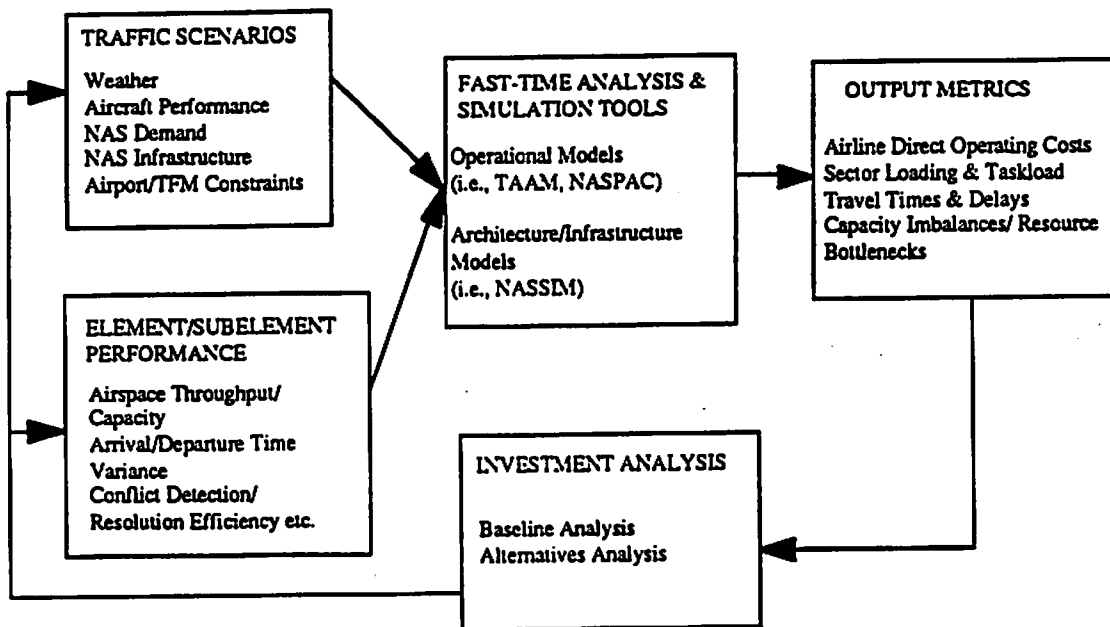 TRAFFIC SCENARIOS
Weather
Aircraft Performance
NAS Demand
NAS Infrastructure
Airport/TFM Constraints
ELEMENT/SUBELEMENT
PERFORMANCE
Airspace Throughput/
Capacity
Arrival/Departure Time
Variance
Conflict Detection/
Resolution Efficiency etc.
FAST-TIME ANALYSIS &
SIMULATION TOOLS
Operational Models
(i.e., TAAM, NASPAC)
Architecture/Infrastructure
Models
(i.e., NASSIM)
OUTPUT METRICS
Airline Direct Operating Costs
Sector Loading & Taskload
Travel Times & Delays
Capacity Imbalances/ Resource
Bottlenecks
INVESTMENT ANALYSIS
Baseline Analysis
Alternatives Analysis